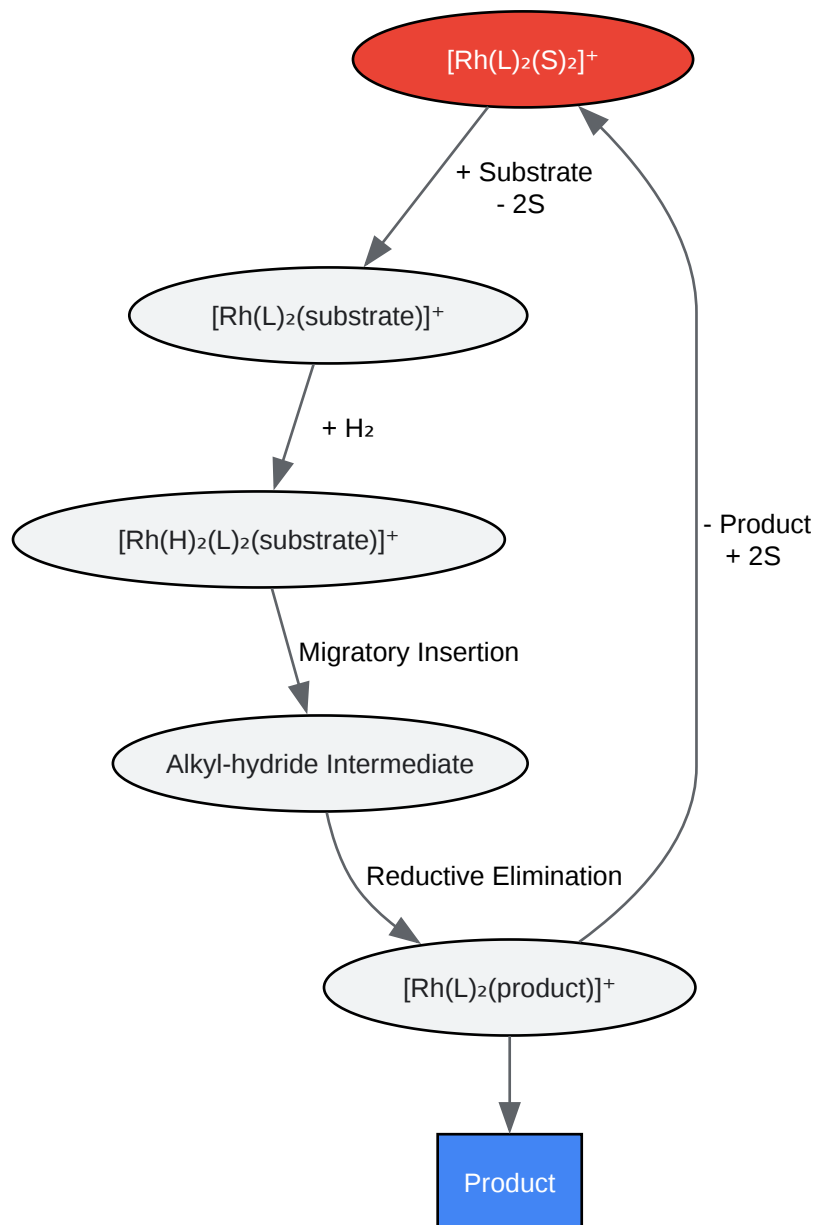 [Rh(L)₂(S)₂]⁺
+ Substrate
- 2S
[Rh(L)₂(substrate)]⁺
+ H₂
[Rh(H)₂(L)₂(substrate)]⁺
- Product
+ 2S
Migratory Insertion
Alkyl-hydride Intermediate
Reductive Elimination
[Rh(L)₂(product)]⁺
Product